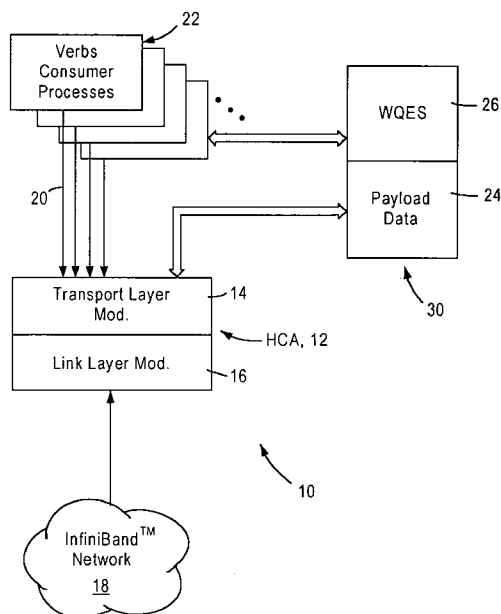 22
Verbs
Consumer
Processes
WQES
26
20
Payload
Data
24
30
Transport Layer
Mod.
14
HCA, 12
Link Layer Mod.
16
10
InfiniBand™
Network
18